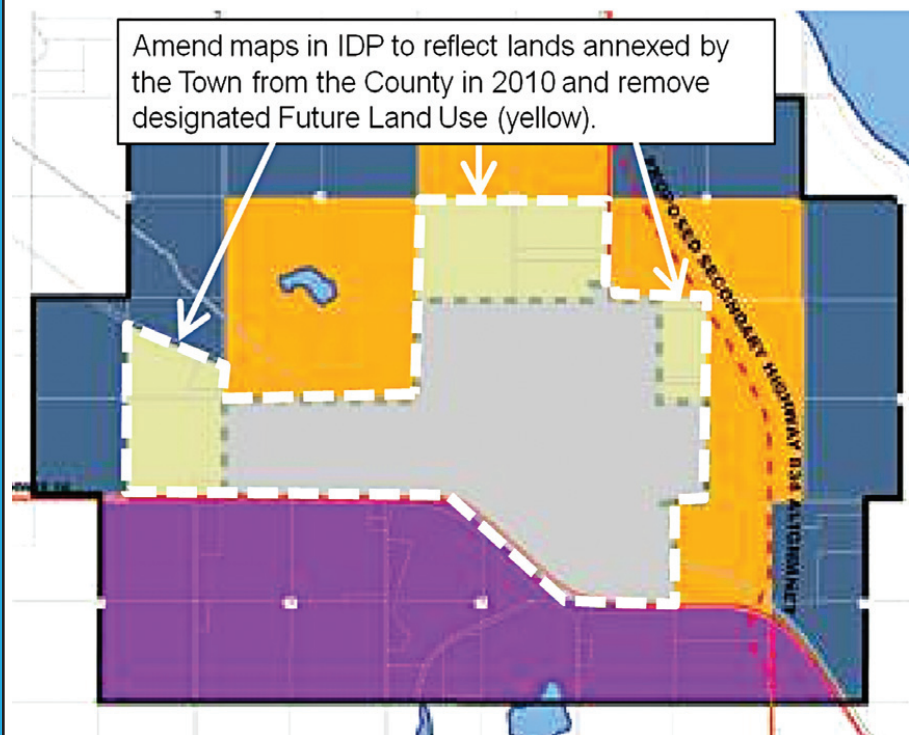 Amend maps in IDP to reflect lands annexed by
the Town from the County in 2010 and remove
designated Future Land Use (yellow).
PROPOSED SECONDARY HIGHWAY 834 ALIGNMNET